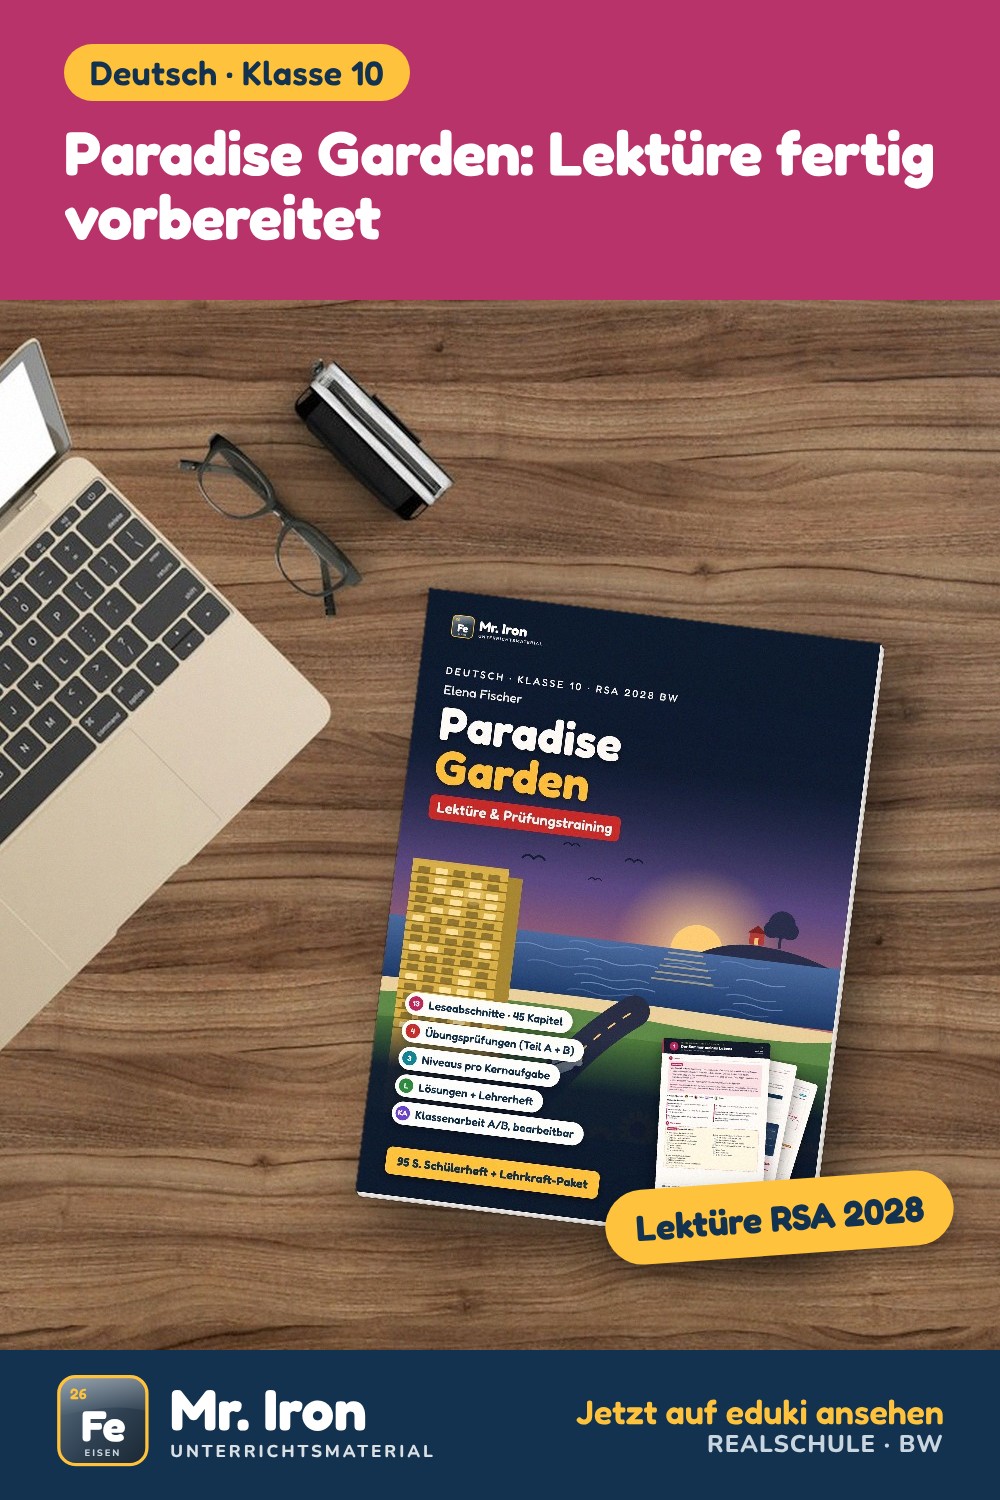 Deutsch · Klasse 10
Paradise Garden: Lektüre fertig
vorbereitet
Fe
Mr. Iron
UNTERRICHTSMATERIAL
DEUTSCH · KLASSE 10 · RSA 2028 BW
Elena Fischer
Paradise
Garden
Lektüre & Prüfungstraining
13 Leseabschnitte · 45 Kapitel
4 Übungsprüfungen (Teil A + B)
3 Niveaus pro Kernaufgabe
L Lösungen + Lehrerheft
KA Klassenarbeit A/B, bearbeitbar
95 S. Schülerheft + Lehrkraft-Paket
Lektüre RSA 2028
26
Fe
EISEN
Mr. Iron
UNTERRICHTSMATERIAL
Jetzt auf eduki ansehen
REALSCHULE · BW